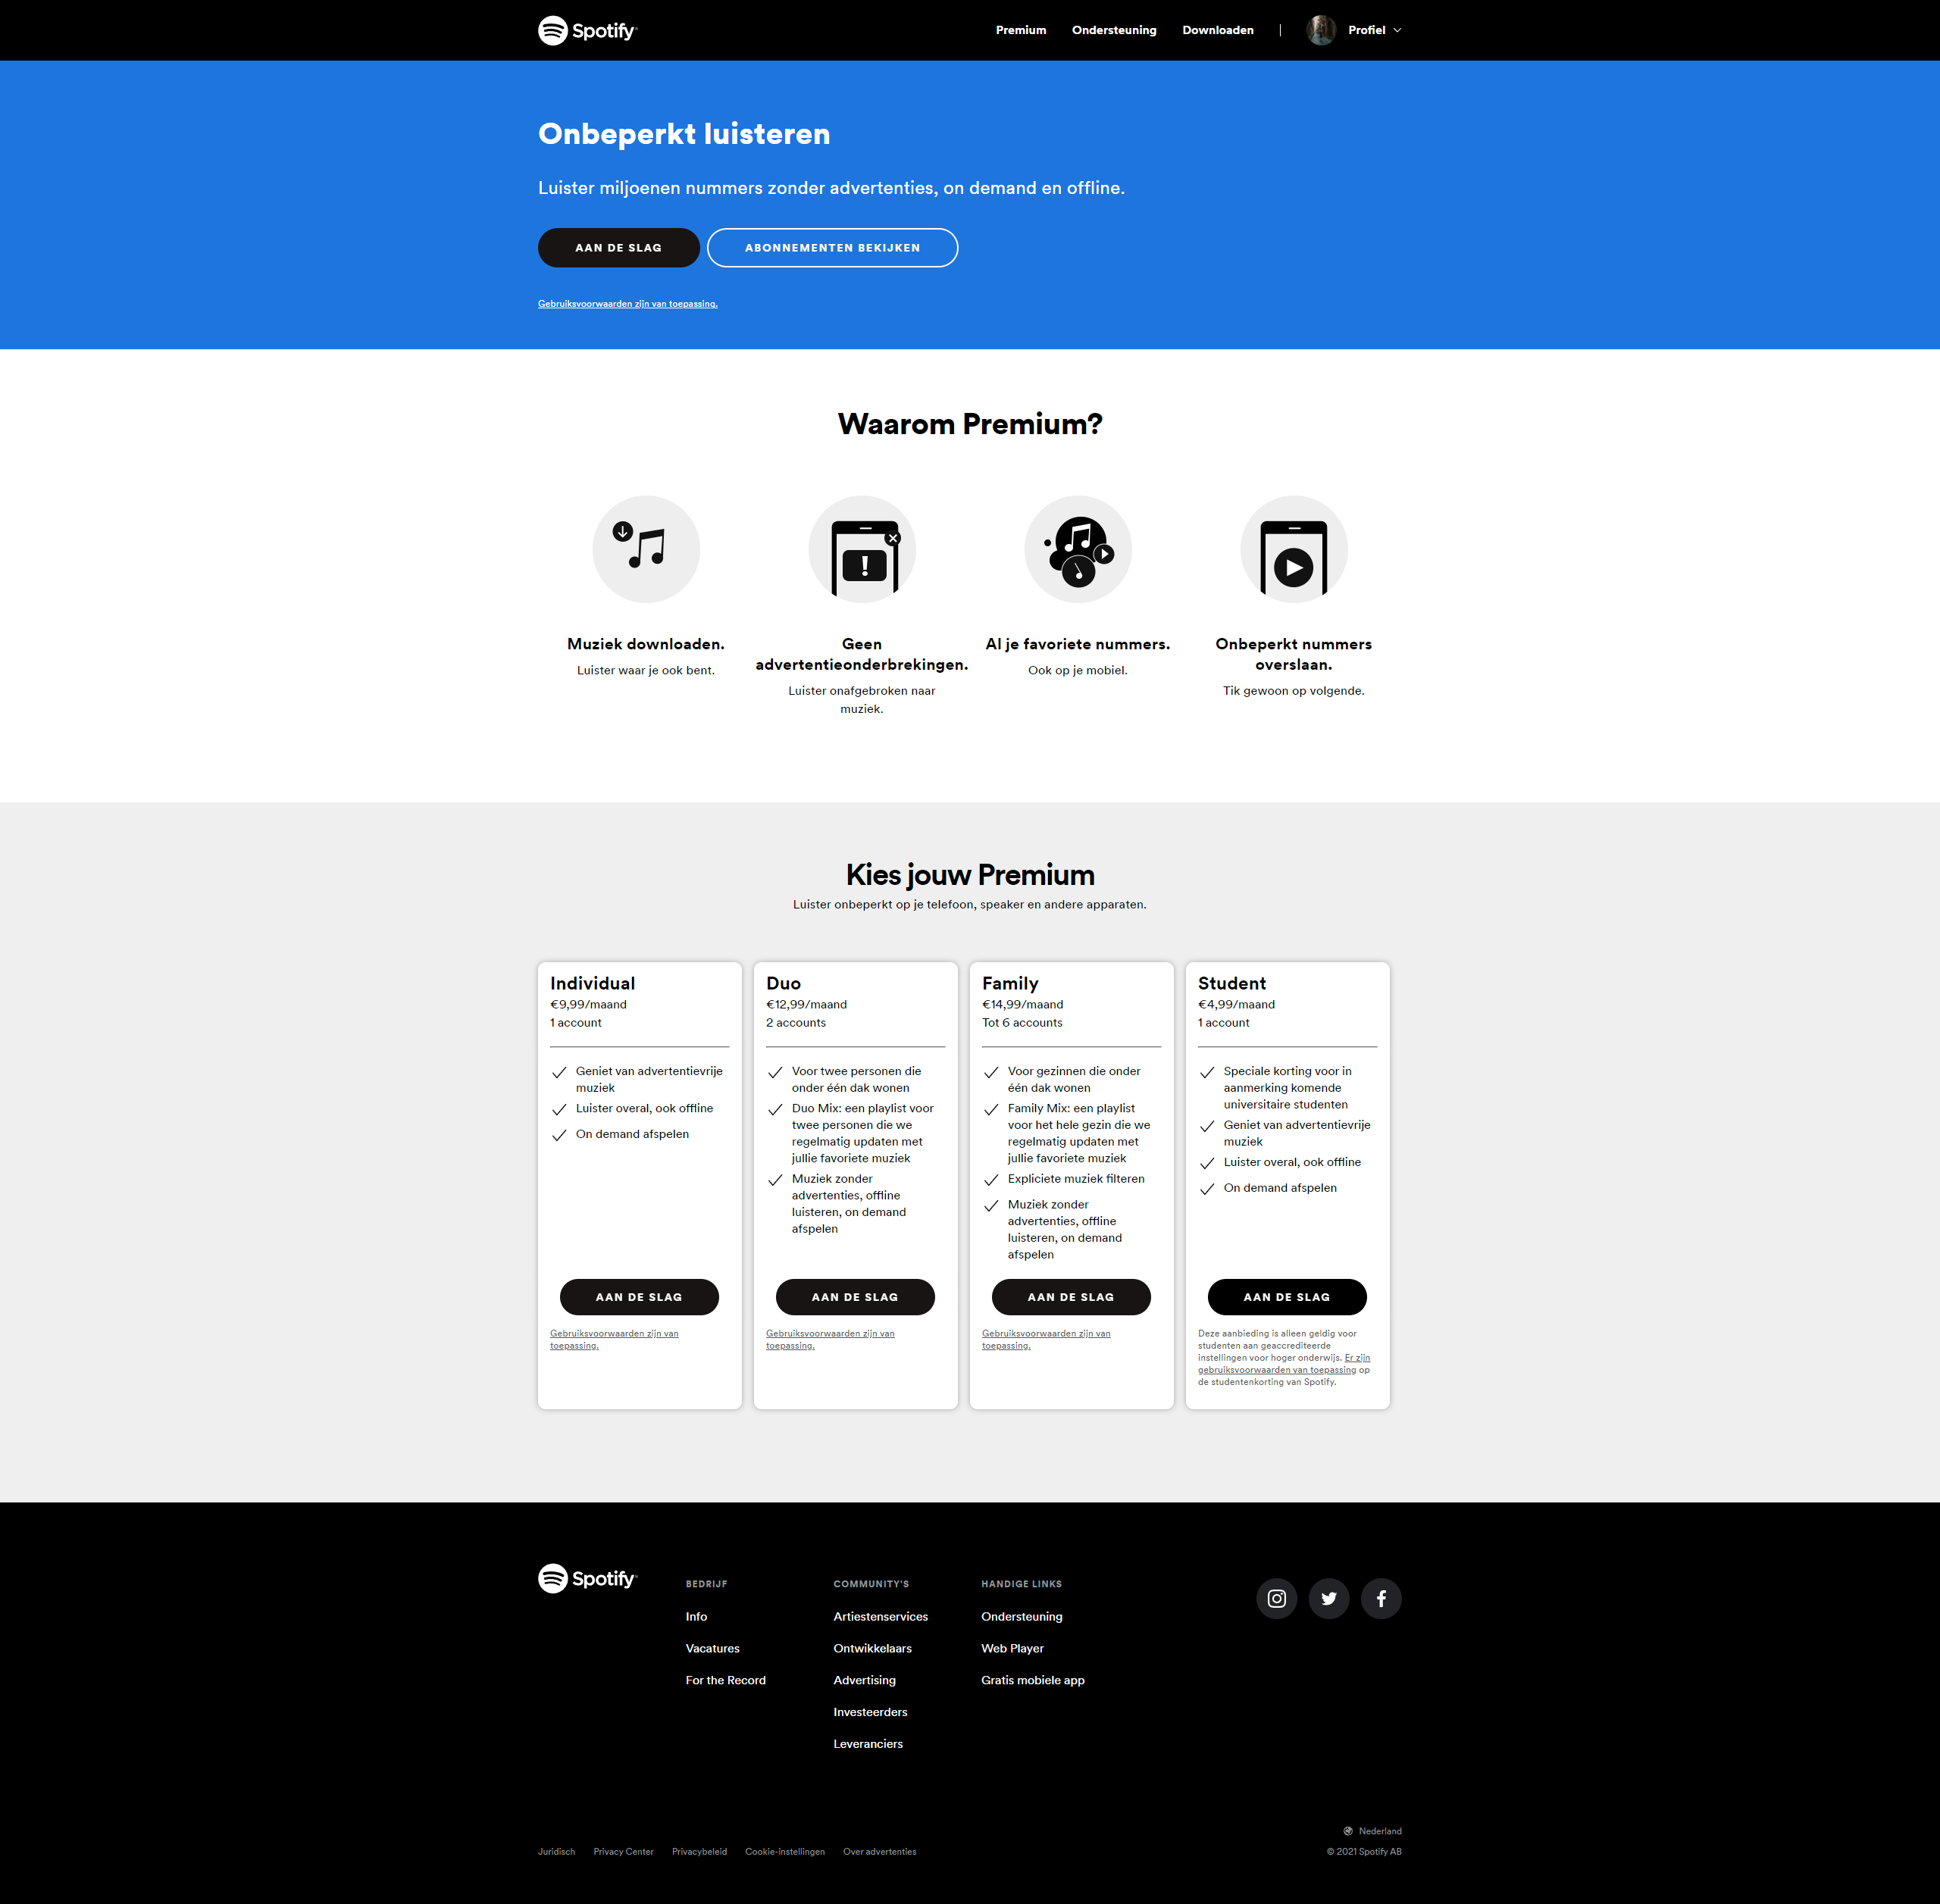 Spotify
Premium
Ondersteuning
Downloaden
Profiel
Onbeperkt luisteren
Luister miljoenen nummers zonder advertenties, on demand en offline.
AAN DE SLAG
ABONNEMENTEN BEKIJKEN
Gebruiksvoorwaarden zijn van toepassing.
Waarom Premium?
Muziek downloaden.
Luister waar je ook bent.
Geen
advertentieonderbrekingen.
Luister onafgebroken naar
muziek.
Al je favoriete nummers.
Ook op je mobiel.
Onbeperkt nummers
overslaan.
Tik gewoon op volgende.
Kies jouw Premium
Luister onbeperkt op je telefoon, speaker en andere apparaten.
Individual
€9,99/maand
1 account
Geniet van advertentievrije
muziek
Luister overal, ook offline
On demand afspelen
AAN DE SLAG
Gebruiksvoorwaarden zijn van
toepassing.
Duo
€12,99/maand
2 accounts
Voor twee personen die
onder één dak wonen
Duo Mix: een playlist voor
twee personen die we
regelmatig updaten met
jullie favoriete muziek
Muziek zonder
advertenties, offline
luisteren, on demand
afspelen
AAN DE SLAG
Gebruiksvoorwaarden zijn van
toepassing.
Family
€14,99/maand
Tot 6 accounts
Voor gezinnen die onder
één dak wonen
Family Mix: een playlist
voor het hele gezin die we
regelmatig updaten met
jullie favoriete muziek
Expliciete muziek filteren
Muziek zonder
advertenties, offline
luisteren, on demand
afspelen
AAN DE SLAG
Gebruiksvoorwaarden zijn van
toepassing.
Student
€4,99/maand
1 account
Speciale korting voor in
aanmerking komende
universitaire studenten
Geniet van advertentievrije
muziek
Luister overal, ook offline
On demand afspelen
AAN DE SLAG
Deze aanbieding is alleen geldig voor
studenten aan geaccrediteerde
instellingen voor hoger onderwijs. Er zijn
gebruiksvoorwaarden van toepassing op
de studentenkorting van Spotify.
Spotify
BEDRIJF
Info
Vacatures
For the Record
COMMUNITY'S
Artiestenservices
Ontwikkelaars
Advertising
Investeerders
Leveranciers
HANDIGE LINKS
Ondersteuning
Web Player
Gratis mobiele app
Nederland
Juridisch
Privacy Center
Privacybeleid
Cookie-instellingen
Over advertenties
© 2021 Spotify AB